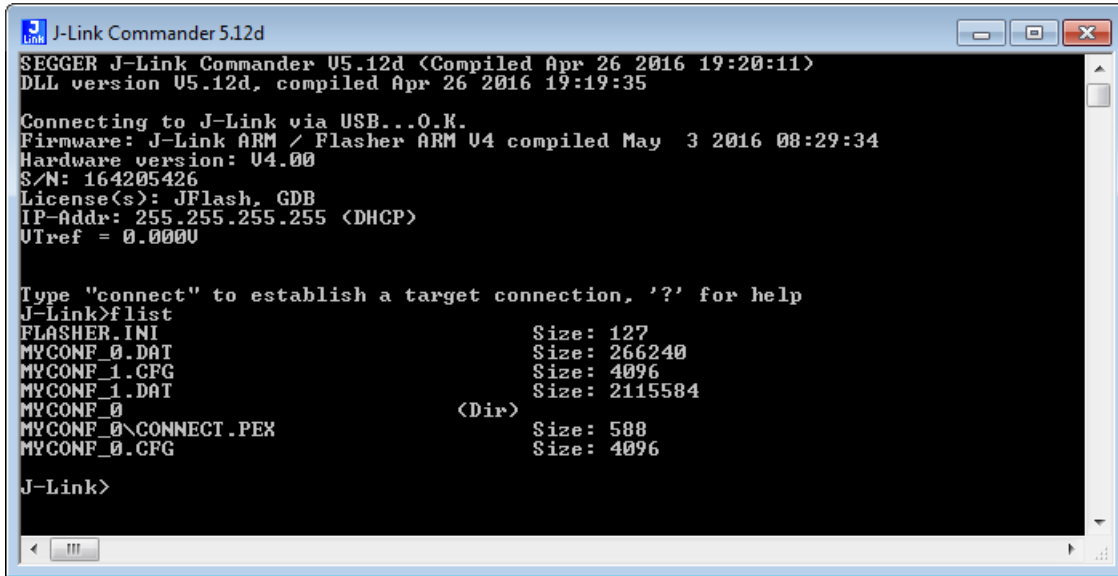 J-Link Commander 5.12d
SEGGER J-Link Commander V5.12d (Compiled Apr 26 2016 19:20:11)
DLL version V5.12d, compiled Apr 26 2016 19:19:35
Connecting to J-Link via USB...O.K.
Firmware: J-Link ARM / Flasher ARM V4 compiled May  3 2016 08:29:34
Hardware version: V4.00
S/N: 164205426
License(s): JFlash, GDB
IP-Addr: 255.255.255.255 (DHCP)
VTref = 0.000V
Type "connect" to establish a target connection, '?' for help
J-Link>flist
FLASHER.INI Size: 127
MYCONF_0.DAT Size: 266240
MYCONF_1.CFG Size: 4096
MYCONF_1.DAT Size: 2115584
MYCONF_0 (Dir)
MYCONF_0\CONNECT.PEX Size: 588
MYCONF_0.CFG Size: 4096
J-Link>